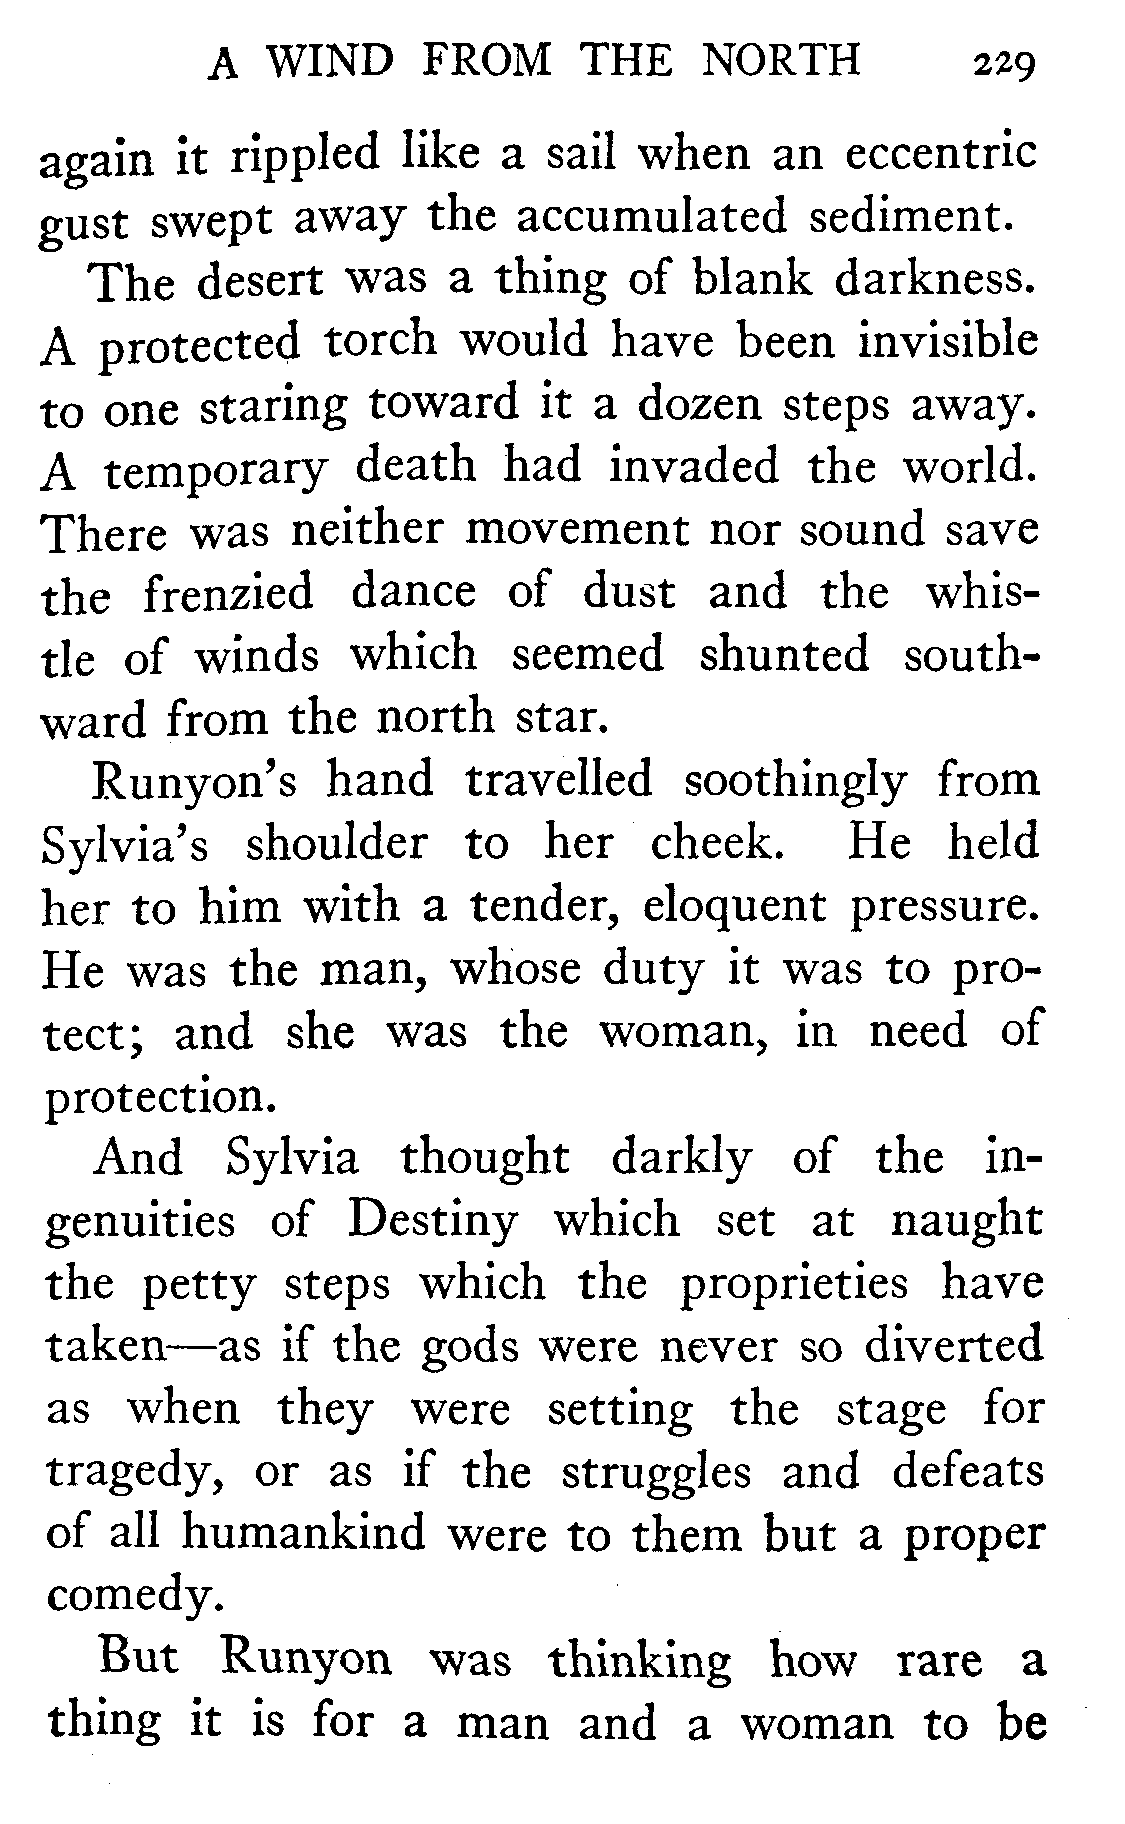 A WIND FROM THE NORTH 229
again it rippled like a sail when an eccentric
gust swept away the accumulated sediment.
The desert was a thing of blank darkness.
A protected torch would have been invisible
to one staring toward it a dozen steps away.
A temporary death had invaded the world.
There was neither movement nor sound save
the frenzied dance of dust and the whis-
tle of winds which seemed shunted south-
ward from the north star.
Runyon's hand travelled soothingly from
Sylvia's shoulder to her cheek. He held
her to him with a tender, eloquent pressure.
He was the man, whose duty it was to pro-
tect; and she was the woman, in need of
protection.
And Sylvia thought darkly of the in-
genuities of Destiny which set at naught
the petty steps which the proprieties have
taken—as if the gods were never so diverted
as when they were setting the stage for
tragedy, or as if the struggles and defeats
of all humankind were to them but a proper
comedy.
But Runyon was thinking how rare a
thing it is for a man and a woman to be